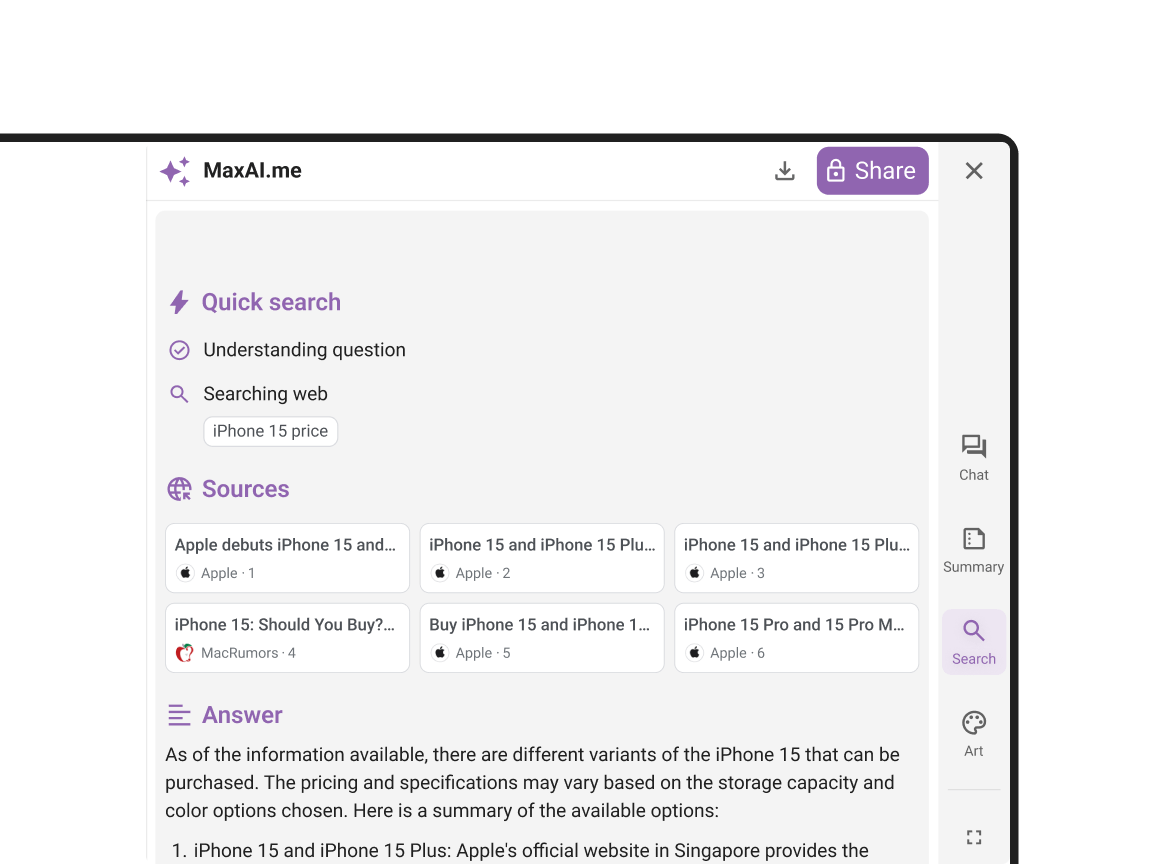 MaxAI.me
Share
Quick search
Understanding question
Searching web
iPhone 15 price
Sources
Apple debuts iPhone 15 and...
Apple · 1
iPhone 15 and iPhone 15 Plu...
Apple · 2
iPhone 15 and iPhone 15 Plu...
Apple · 3
iPhone 15: Should You Buy?...
MacRumors · 4
Buy iPhone 15 and iPhone 1...
Apple · 5
iPhone 15 Pro and 15 Pro M...
Apple · 6
Answer
As of the information available, there are different variants of the iPhone 15 that can be
purchased. The pricing and specifications may vary based on the storage capacity and
color options chosen. Here is a summary of the available options:
1. iPhone 15 and iPhone 15 Plus: Apple's official website in Singapore provides the
Chat
Summary
Search
Art